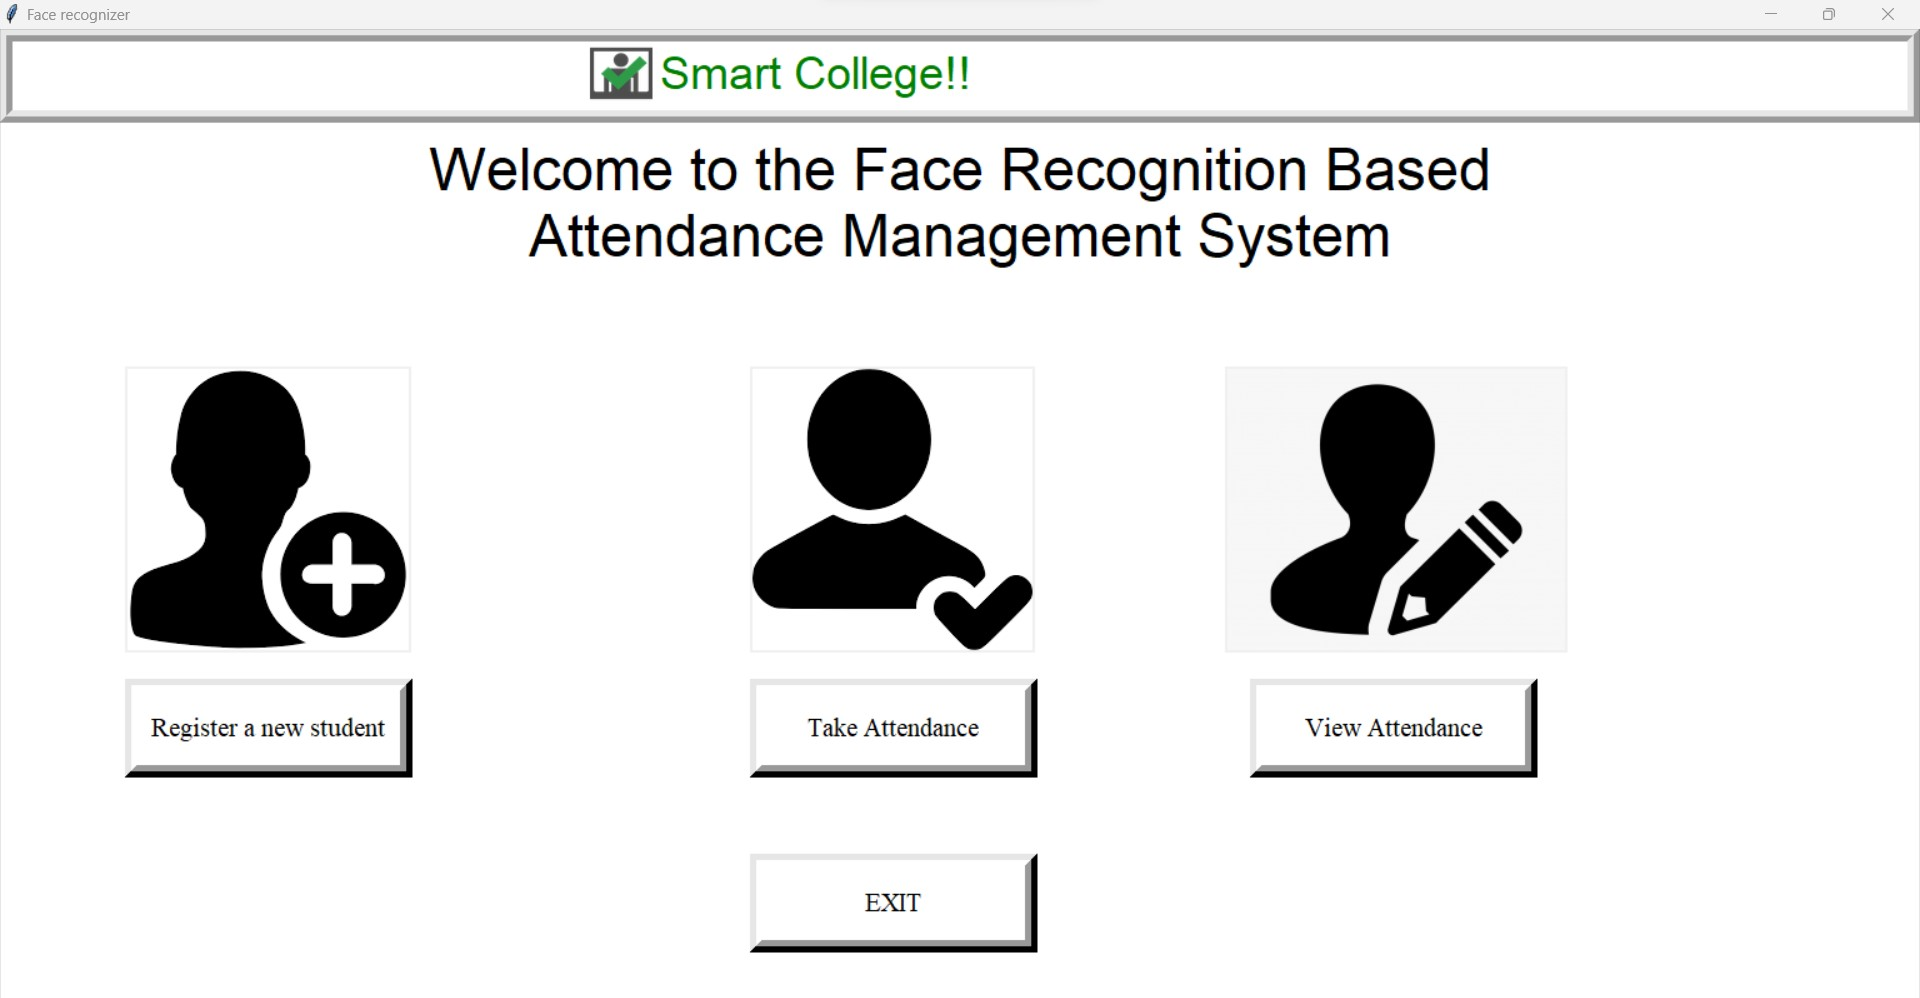 Face recognizer
Smart College!!
Welcome to the Face Recognition Based
Attendance Management System
Register a new student
Take Attendance
View Attendance
EXIT